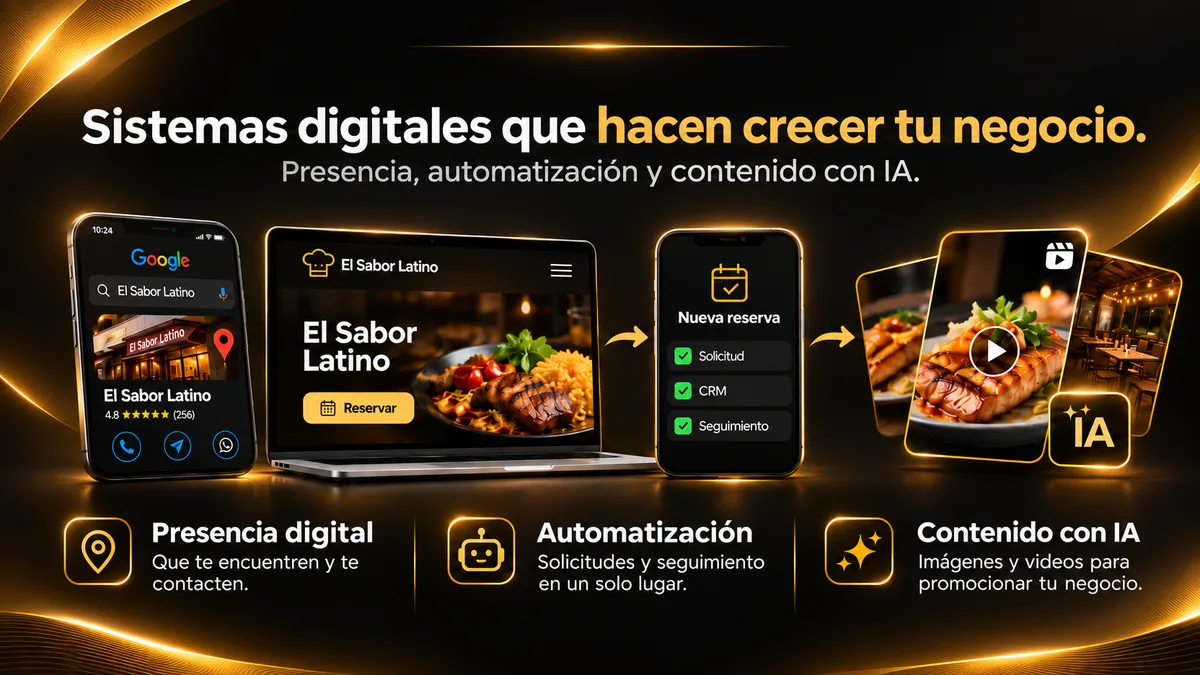 Sistemas digitales que hacen crecer tu negocio.
Presencia, automatización y contenido con IA.
10:24
Google
El Sabor Latino
El Sabor Latino
El Sabor Latino
4.8 ★★★★★ (256)
El Sabor Latino
El Sabor
Latino
Reservar
Nueva reserva
Solicitud
CRM
Seguimiento
IA
Presencia digital
Que te encuentren y te
contacten.
Automatización
Solicitudes y seguimiento
en un solo lugar.
Contenido con IA
Imágenes y videos para
promocionar tu negocio.